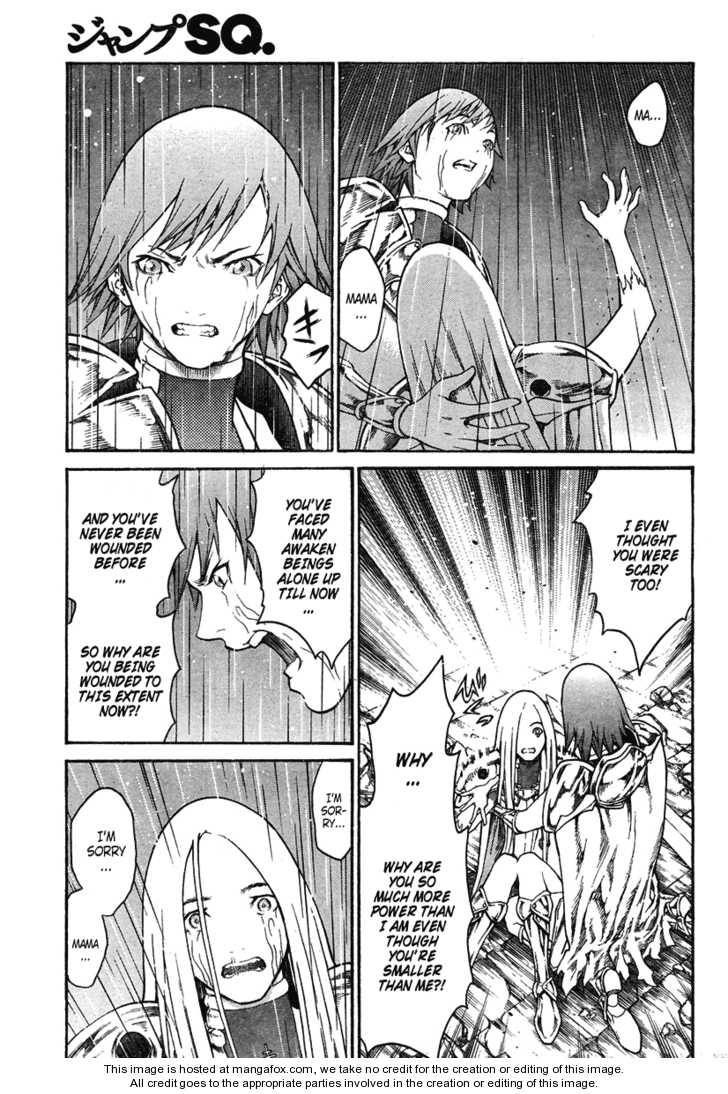 ジャンプSQ.
MA...
MAMA
...
キ
I EVEN
THOUGHT
YOU WERE
SCARY
TOO!
WHY
...
WHY ARE
YOU SO
MUCH MORE
POWER THAN
I AM EVEN
THOUGH
YOU'RE
SMALLER
THAN ME?!
YOU'VE
FACED
MANY
AWAKEN
BEINGS
ALONE UP
TILL NOW
...
AND YOU'VE
NEVER BEEN
WOUNDED
BEFORE
...
SO WHY ARE
YOU BEING
WOUNDED TO
THIS EXTENT
NOW?!
I'M
SOR-
RY...
I'M
SORRY
...
MAMA
...
This image is hosted at mangafox.com, we take no credit for the creation or editing of this image.
All credit goes to the appropriate parties involved in the creation or editing of this image.